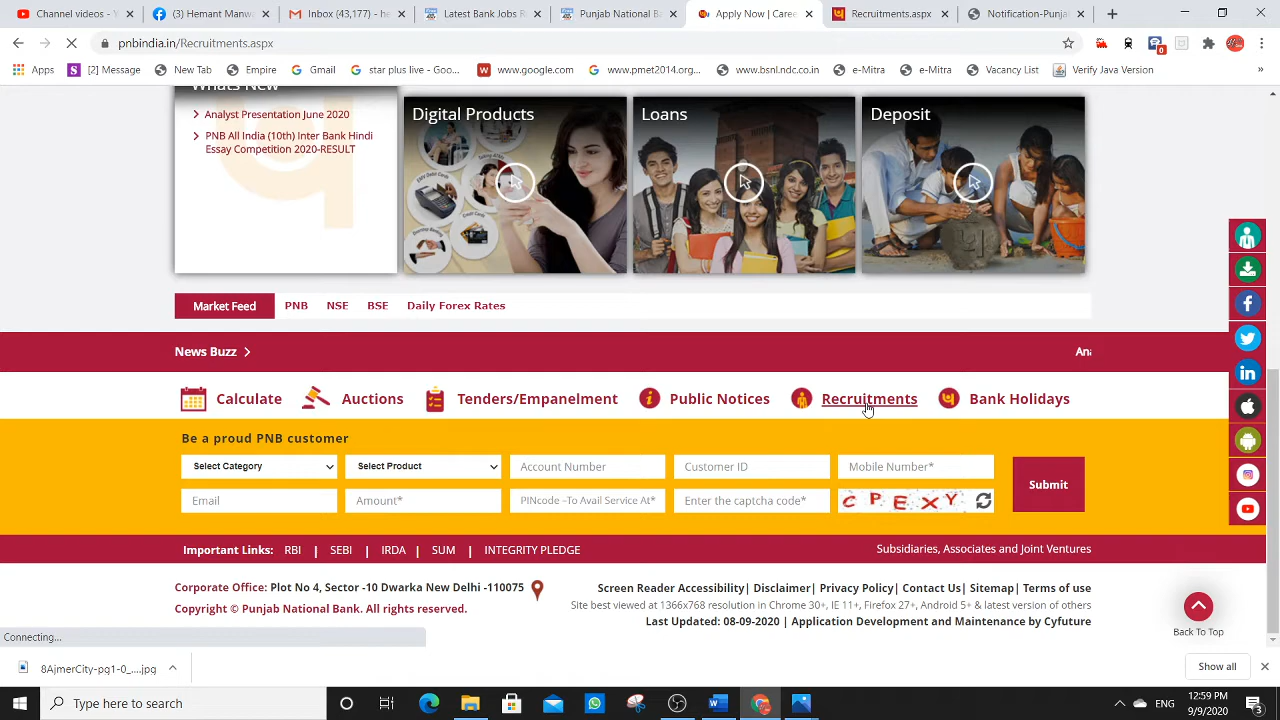 YouTube videos - Y
(1) Facebook
Inbox (43,177) - he
Latest Bank Jobs B
Punjab National Ba
Apply Now | Caree
Recruitments.aspx
Notification-Punjab
pnbindia.in/Recruitments.aspx
0
Apps
[2] Message
New Tab
Empire
Gmail
star plus live - Goo...
www.google.com
www.pmet2014.org...
www.bsnl.ndc.co.in
e-Mitra
e-Mitra
Vacancy List
Verify Java Version
»
Whats New
Analyst Presentation June 2020
PNB All India (10th) Inter Bank Hindi
Essay Competition 2020-RESULT
Digital Products
Loans
Deposit
Market Feed
PNB
NSE
BSE
Daily Forex Rates
News Buzz
Ana
Calculate
Auctions
Tenders/Empanelment
Public Notices
Recruitments
Bank Holidays
Be a proud PNB customer
Select Category
Select Product
Account Number
Customer ID
Mobile Number*
Email
Amount*
PINcode –To Avail Service At*
Enter the captcha code*
C P E X Y
Submit
Important Links: RBI | SEBI | IRDA | SUM | INTEGRITY PLEDGE
Subsidiaries, Associates and Joint Ventures
Corporate Office: Plot No 4, Sector -10 Dwarka New Delhi -110075
Copyright © Punjab National Bank. All rights reserved.
Screen Reader Accessibility| Disclaimer| Privacy Policy| Contact Us| Sitemap| Terms of use
Site best viewed at 1366x768 resolution in Chrome 30+, IE 11+, Firefox 27+, Android 5+ & latest version of others
Last Updated: 08-09-2020 | Application Development and Maintenance by Cyfuture
Back To Top
Connecting...
8AjmerCity-pg1-0_....jpg
Show all
Type here to search
ENG
12:59 PM
9/9/2020
3